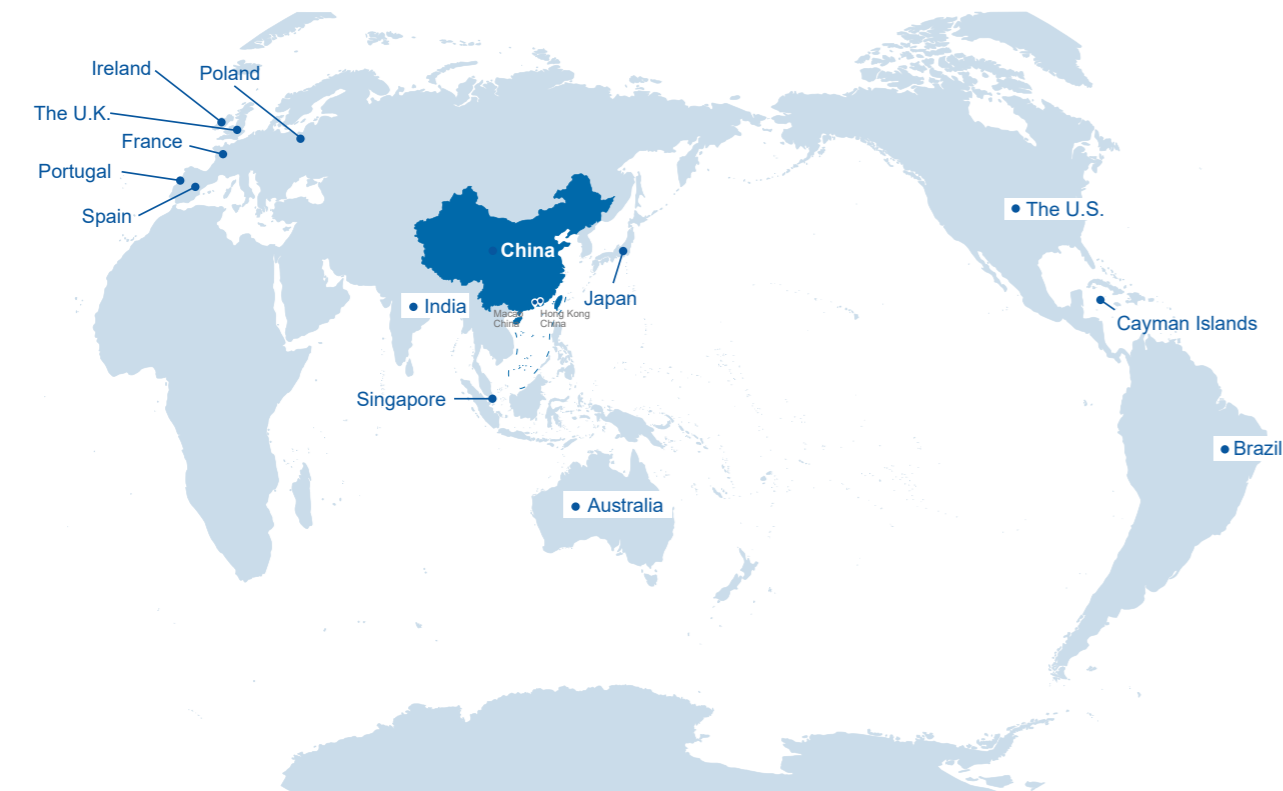 Ireland
Poland
The U.K.
France
Portugal
Spain
The U.S.
China
Japan
India
Macau
China
Hong Kong
China
Cayman Islands
Singapore
Brazil
Australia